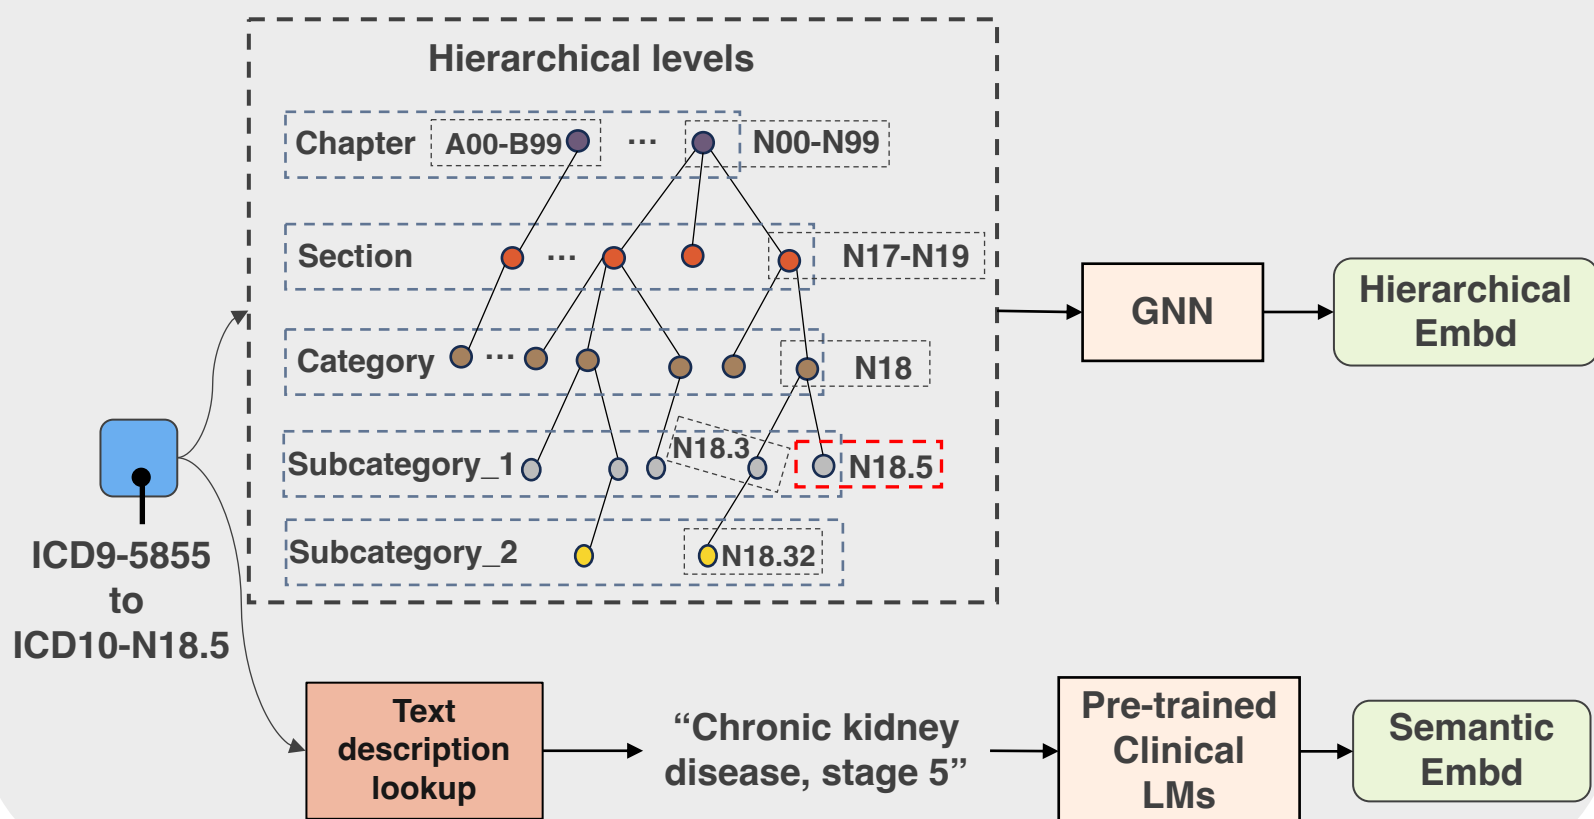 Hierarchical levels
Chapter A00-B99 ... N00-N99
Section ... N17-N19
Category ... N18
Subcategory_1 N18.3 N18.5
Subcategory_2 N18.32
GNN
Hierarchical
Embd
ICD9-5855
to
ICD10-N18.5
Text
description
lookup
“Chronic kidney
disease, stage 5”
Pre-trained
Clinical
LMs
Semantic
Embd